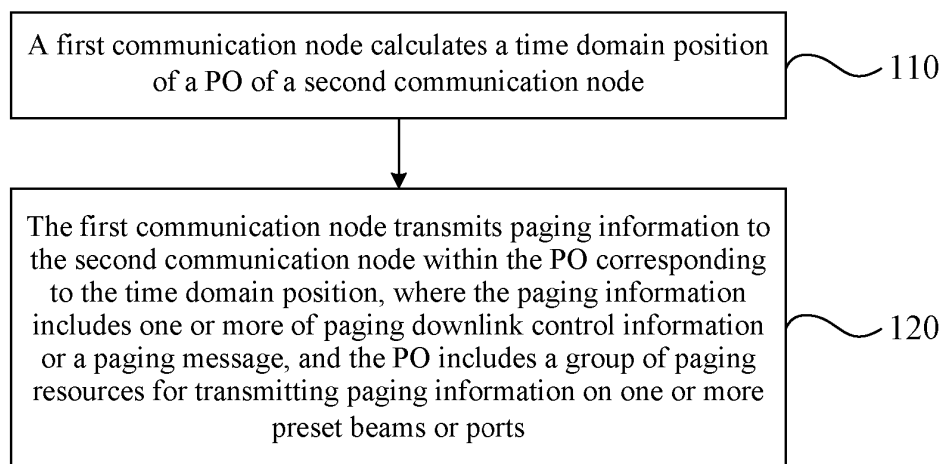 A first communication node calculates a time domain position
of a PO of a second communication node
110
The first communication node transmits paging information to
the second communication node within the PO corresponding
to the time domain position, where the paging information
includes one or more of paging downlink control information
or a paging message, and the PO includes a group of paging
resources for transmitting paging information on one or more
preset beams or ports
120